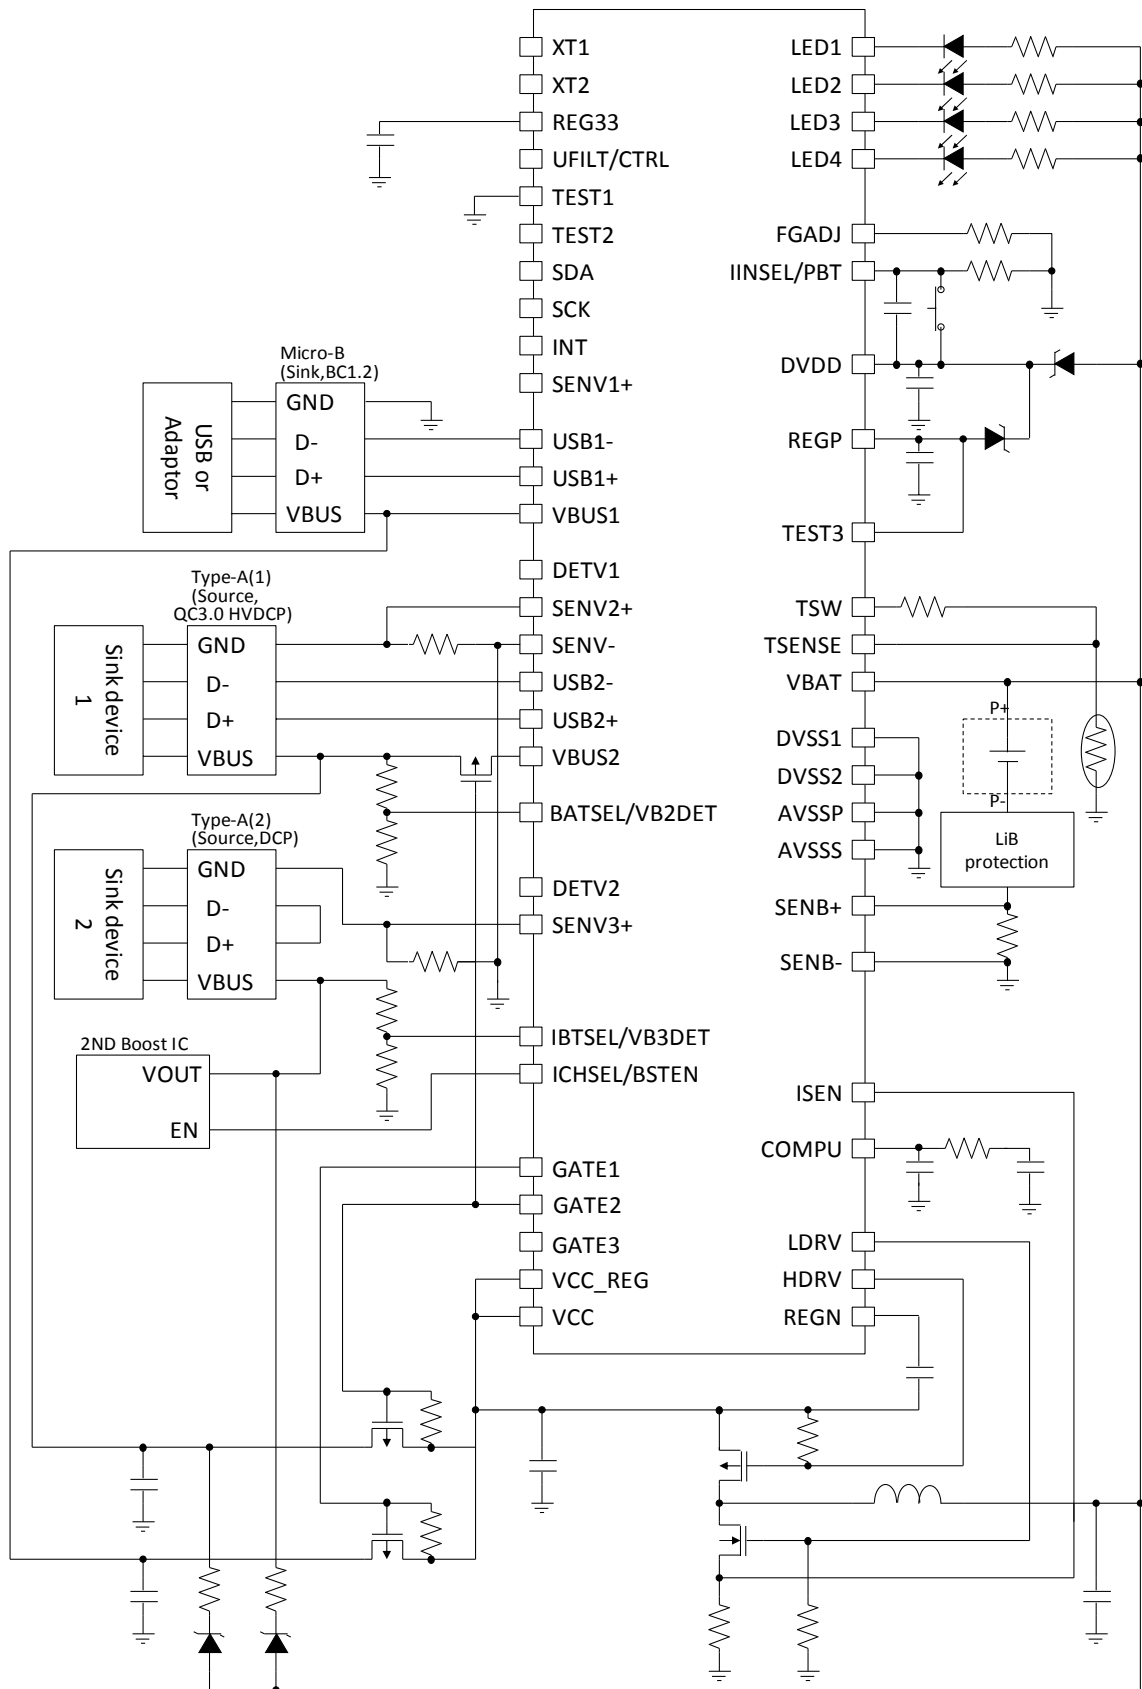 XT1
XT2
REG33
UFILT/CTRL
TEST1
TEST2
SDA
SCK
INT
SENV1+
USB1-
USB1+
VBUS1
DETV1
SENV2+
SENV-
USB2-
USB2+
VBUS2
BATSEL/VB2DET
DETV2
SENV3+
IBTSEL/VB3DET
ICHSEL/BSTEN
GATE1
GATE2
GATE3
VCC_REG
VCC
LED1
LED2
LED3
LED4
FGADJ
IINSEL/PBT
DVDD
REGP
TEST3
TSW
TSENSE
VBAT
DVSS1
DVSS2
AVSSP
AVSSS
SENB+
SENB-
ISEN
COMPU
LDRV
HDRV
REGN
Micro-B
(Sink,BC1.2)
USB or
Adaptor
GND
D-
D+
VBUS
Type-A(1)
(Source,
QC3.0 HVDCP)
Sink device
1
GND
D-
D+
VBUS
Type-A(2)
(Source,DCP)
Sink device
2
GND
D-
D+
VBUS
2ND Boost IC
VOUT
EN
P+
P-
LiB
protection